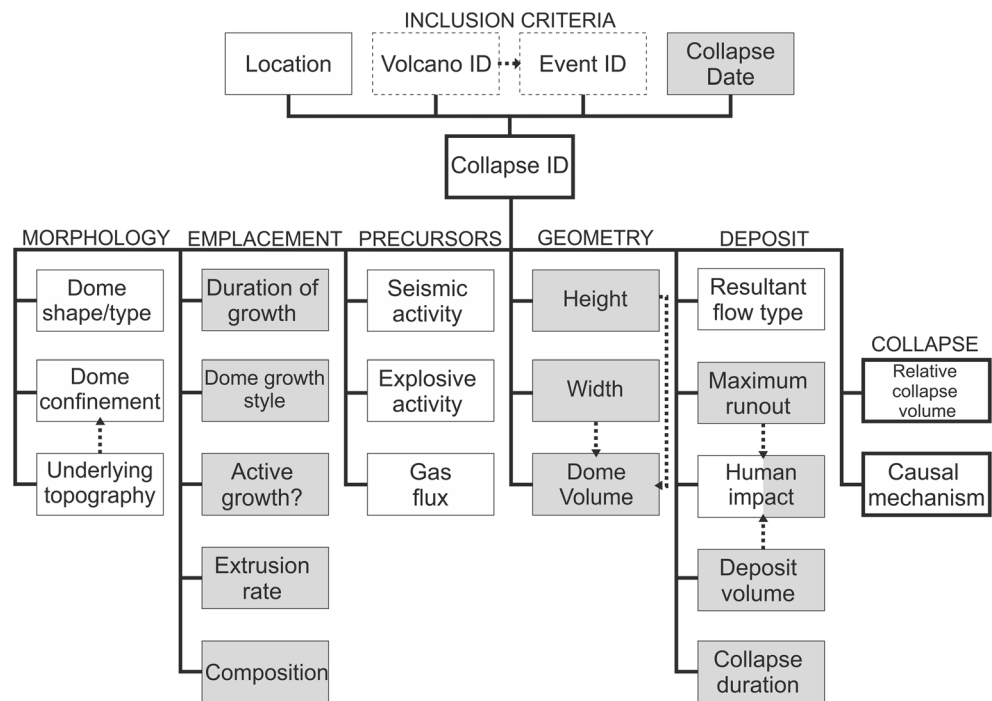 INCLUSION CRITERIA
Location
Volcano ID
Event ID
Collapse
Date
Collapse ID
MORPHOLOGY
Dome
shape/type
Dome
confinement
Underlying
topography
EMPLACEMENT
Duration of
growth
Dome growth
style
Active
growth?
Extrusion
rate
Composition
PRECURSORS
Seismic
activity
Explosive
activity
Gas
flux
GEOMETRY
Height
Width
Dome
Volume
DEPOSIT
Resultant
flow type
Maximum
runout
Human
impact
Deposit
volume
Collapse
duration
COLLAPSE
Relative
collapse
volume
Causal
mechanism